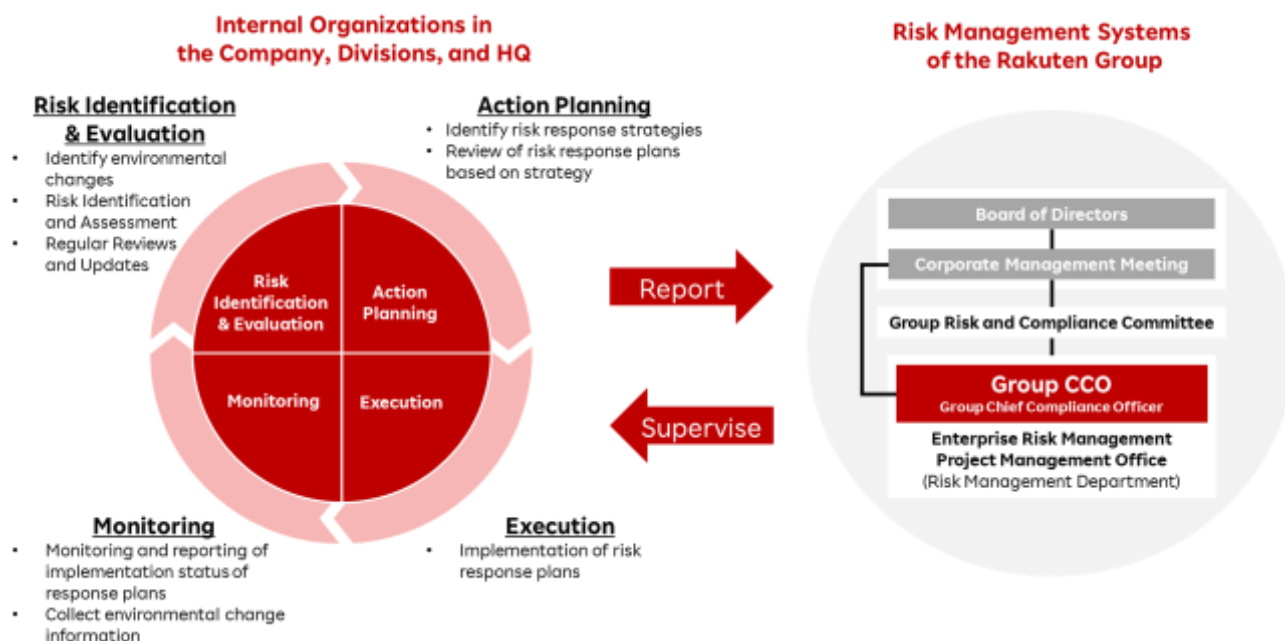 Internal Organizations in
the Company, Divisions, and HQ
Risk Identification
& Evaluation
• Identify environmental
changes
• Risk Identification
and Assessment
• Regular Reviews
and Updates
Action Planning
• Identify risk response strategies
• Review of risk response plans
based on strategy
Risk
Identification
& Evaluation
Action
Planning
Monitoring
Execution
Monitoring
• Monitoring and reporting of
implementation status of
response plans
• Collect environmental change
information
Execution
• Implementation of risk
response plans
Report
Supervise
Risk Management Systems
of the Rakuten Group
Board of Directors
Corporate Management Meeting
Group Risk and Compliance Committee
Group CCO
Group Chief Compliance Officer
Enterprise Risk Management
Project Management Office
(Risk Management Department)